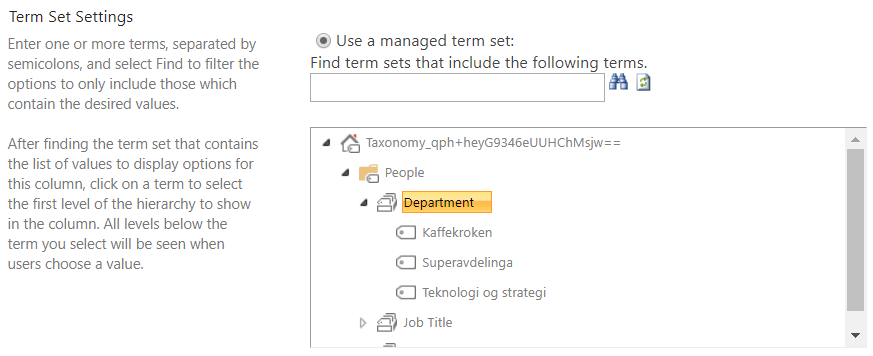 Term Set Settings
Enter one or more terms, separated by
semicolons, and select Find to filter the
options to only include those which
contain the desired values.
After finding the term set that contains
the list of values to display options for
this column, click on a term to select
the first level of the hierarchy to show
in the column. All levels below the
term you select will be seen when
users choose a value.
Use a managed term set:
Find term sets that include the following terms.
Taxonomy_qph+heyG9346eUUHChMsjw==
People
Department
Kaffekroken
Superavdelinga
Teknologi og strategi
Job Title